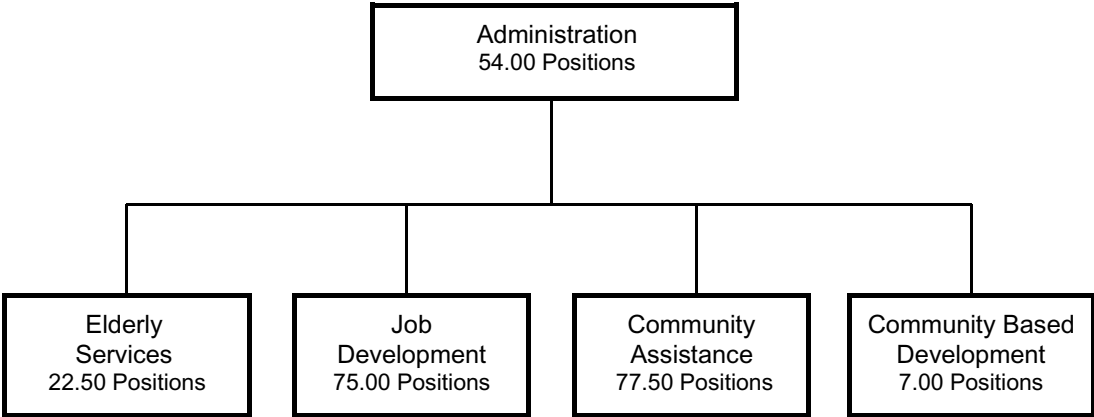 Administration
54.00 Positions
Elderly
Services
22.50 Positions
Job
Development
75.00 Positions
Community
Assistance
77.50 Positions
Community Based
Development
7.00 Positions